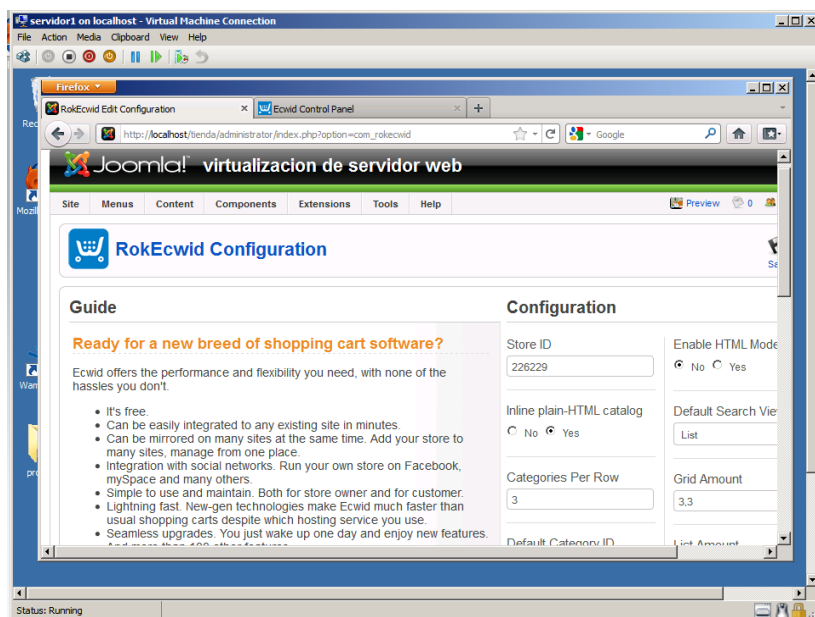 servidor1 on localhost - Virtual Machine Connection
File Action Media Clipboard View Help
Firefox
RokEcwid Edit Configuration
Ecwid Control Panel
http://localhost/tienda/administrator/index.php?option=com_rokecwid
Google
Joomla! virtualizacion de servidor web
Site Menus Content Components Extensions Tools Help
Preview 0
RokEcwid Configuration
Guide
Ready for a new breed of shopping cart software?
Ecwid offers the performance and flexibility you need, with none of the
hassles you don't.
It's free.
Can be easily integrated to any existing site in minutes.
Can be mirrored on many sites at the same time. Add your store to
many sites, manage from one place.
Integration with social networks. Run your own store on Facebook,
mySpace and many others.
Simple to use and maintain. Both for store owner and for customer.
Lightning fast. New-gen technologies make Ecwid much faster than
usual shopping carts despite which hosting service you use.
Seamless upgrades. You just wake up one day and enjoy new features.
And more than 100 other features
Configuration
Store ID
226229
Inline plain-HTML catalog
No Yes
Categories Per Row
3
Default Category ID
Enable HTML Mode
No Yes
Default Search Vie
List
Grid Amount
3,3
List Amount
Status: Running